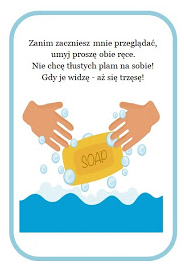 Zanim zaczniesz mnie przeglądać,
umyj proszę obie ręce.
Nie chcę tłustych plam na sobie!
Gdy je widzę - aż się trzęsę!
SOAP